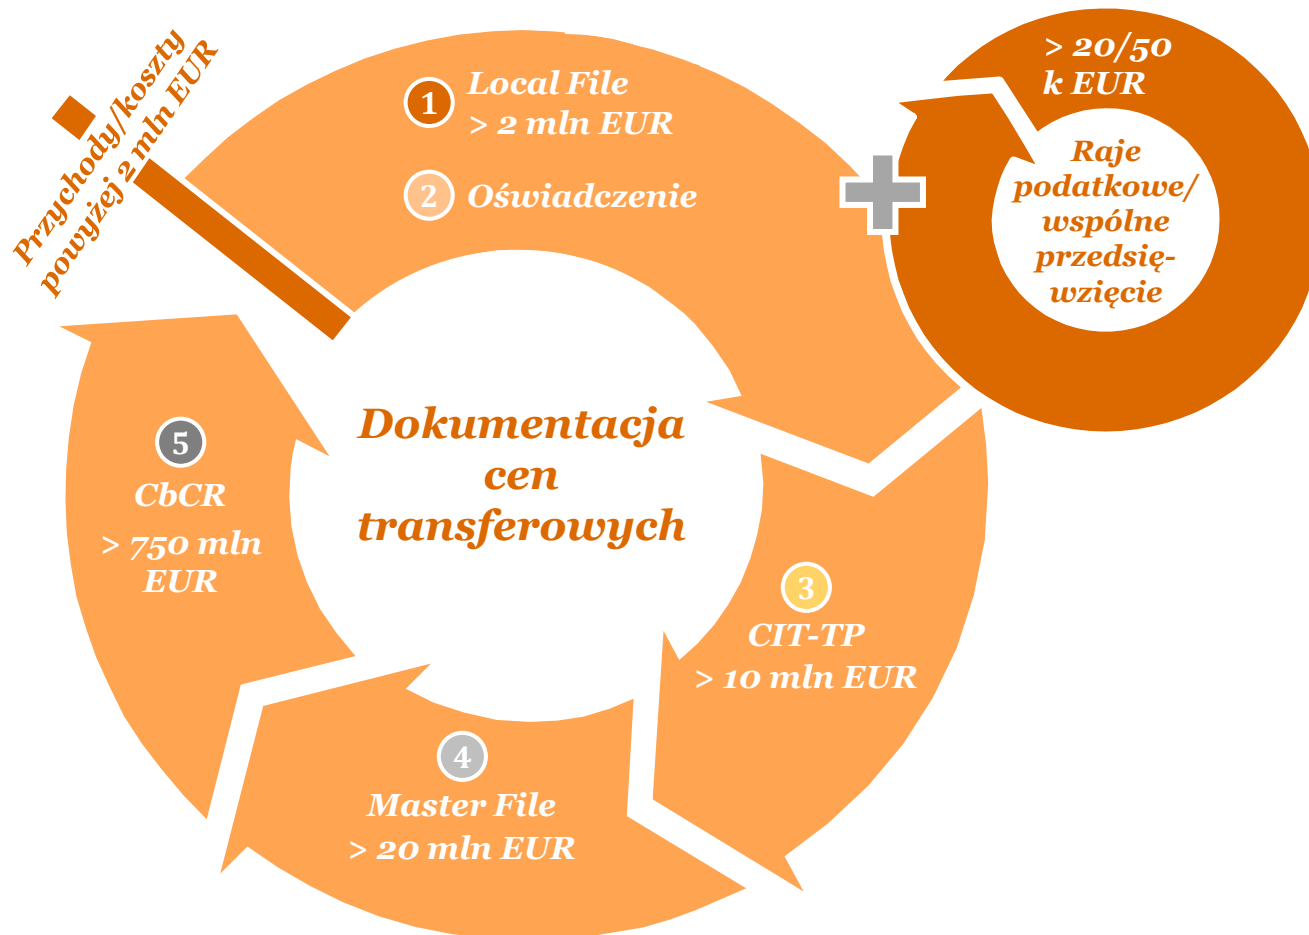 Przychody/koszty
powyżej 2 mln EUR
1
Local File
> 2 mln EUR
2
Oświadczenie
> 20/50
k EUR
Raje
podatkowe/
wspólne
przedsię-
wzięcie
Dokumentacja
cen
transferowych
3
CIT-TP
> 10 mln EUR
4
Master File
> 20 mln EUR
5
CbCR
> 750 mln
EUR